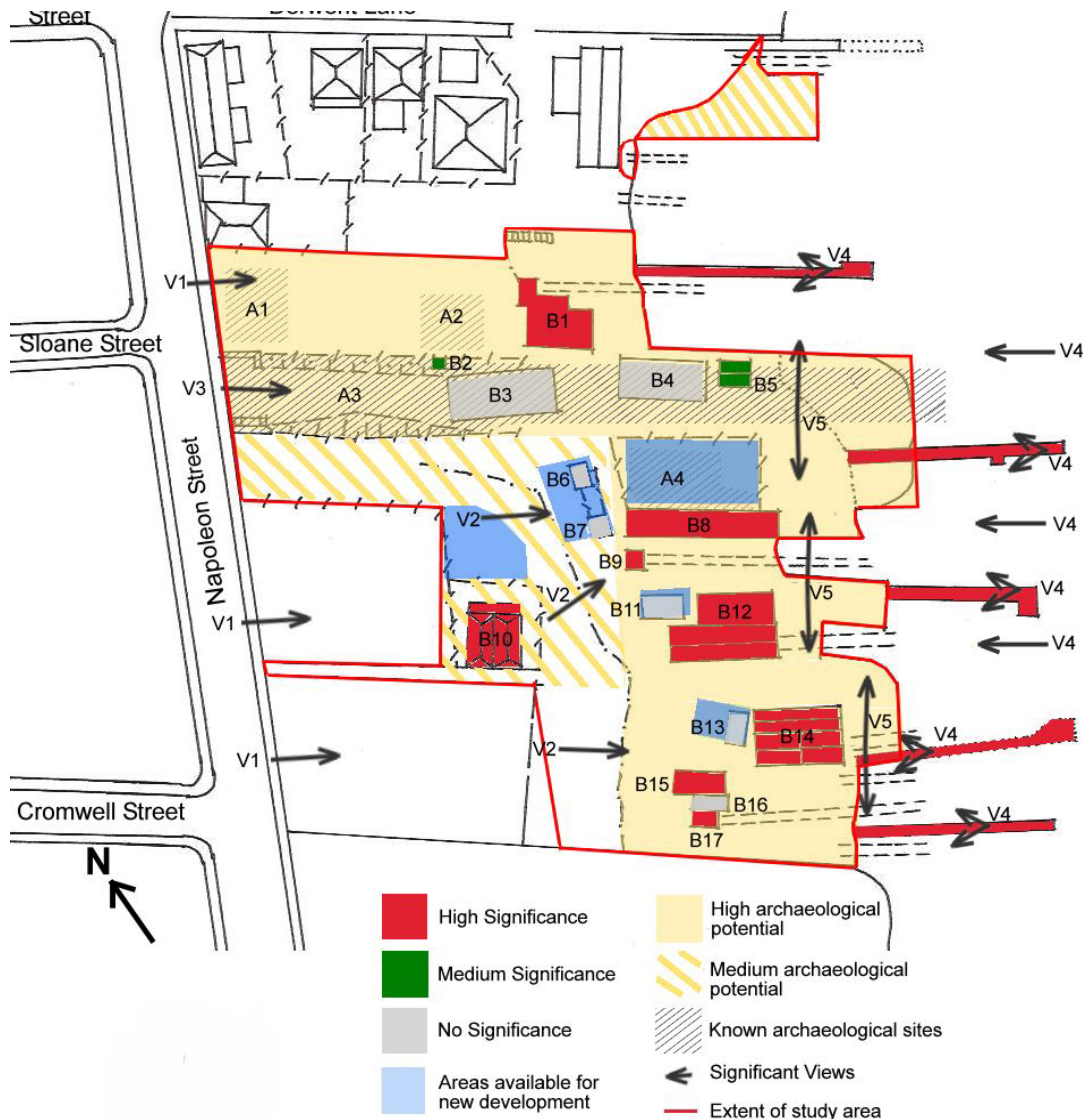 Street
Derwent Lane
V4
V1
A1
A2
B1
Sloane Street
V4
B2
B4
B5
V3
A3
B3
V5
V4
B6
A4
V2
B7
B8
V4
Napoleon Street
B9
V2
V4
B11
B12
V5
V1
B10
V4
B13
B14
V5
V4
V1
V2
B15
B16
V4
Cromwell Street
B17
N
High Significance
Medium Significance
No Significance
Areas available for
new development
High archaeological
potential
Medium archaeological
potential
Known archaeological sites
Significant Views
Extent of study area